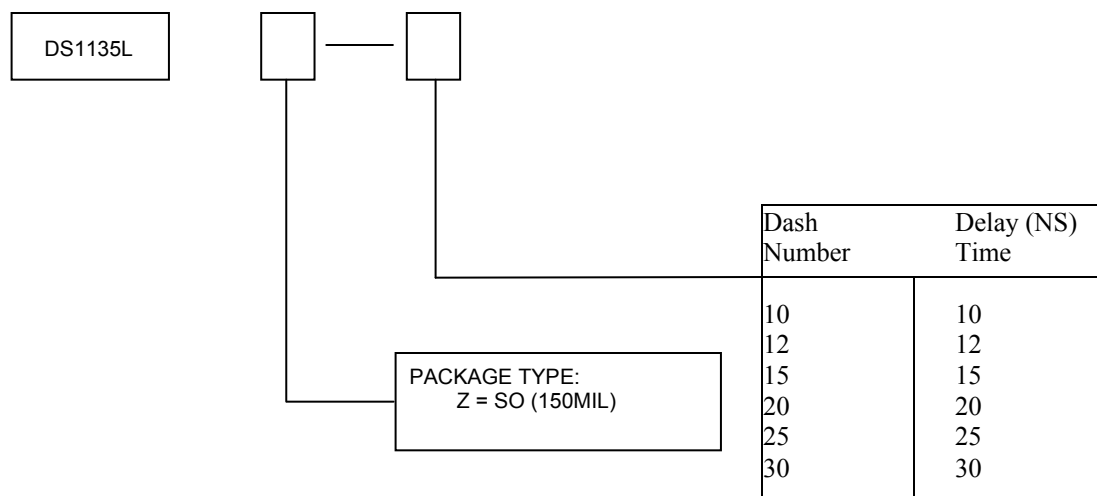 DS1135L
Dash Delay (NS)
Number Time
10 10
12 12
15 15
20 20
25 25
30 30
PACKAGE TYPE:
Z = SO (150MIL)